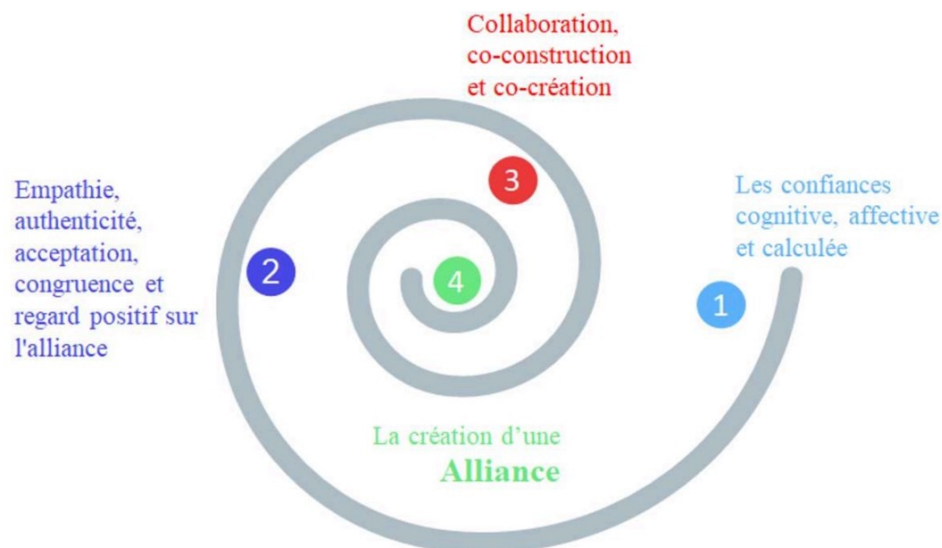 Collaboration,
co-construction
et co-création
3
Les confiances
cognitive, affective
et calculée
1
Empathie,
authenticité,
acceptation,
congruence et
regard positif sur
l'alliance
2
4
La création d’une
Alliance